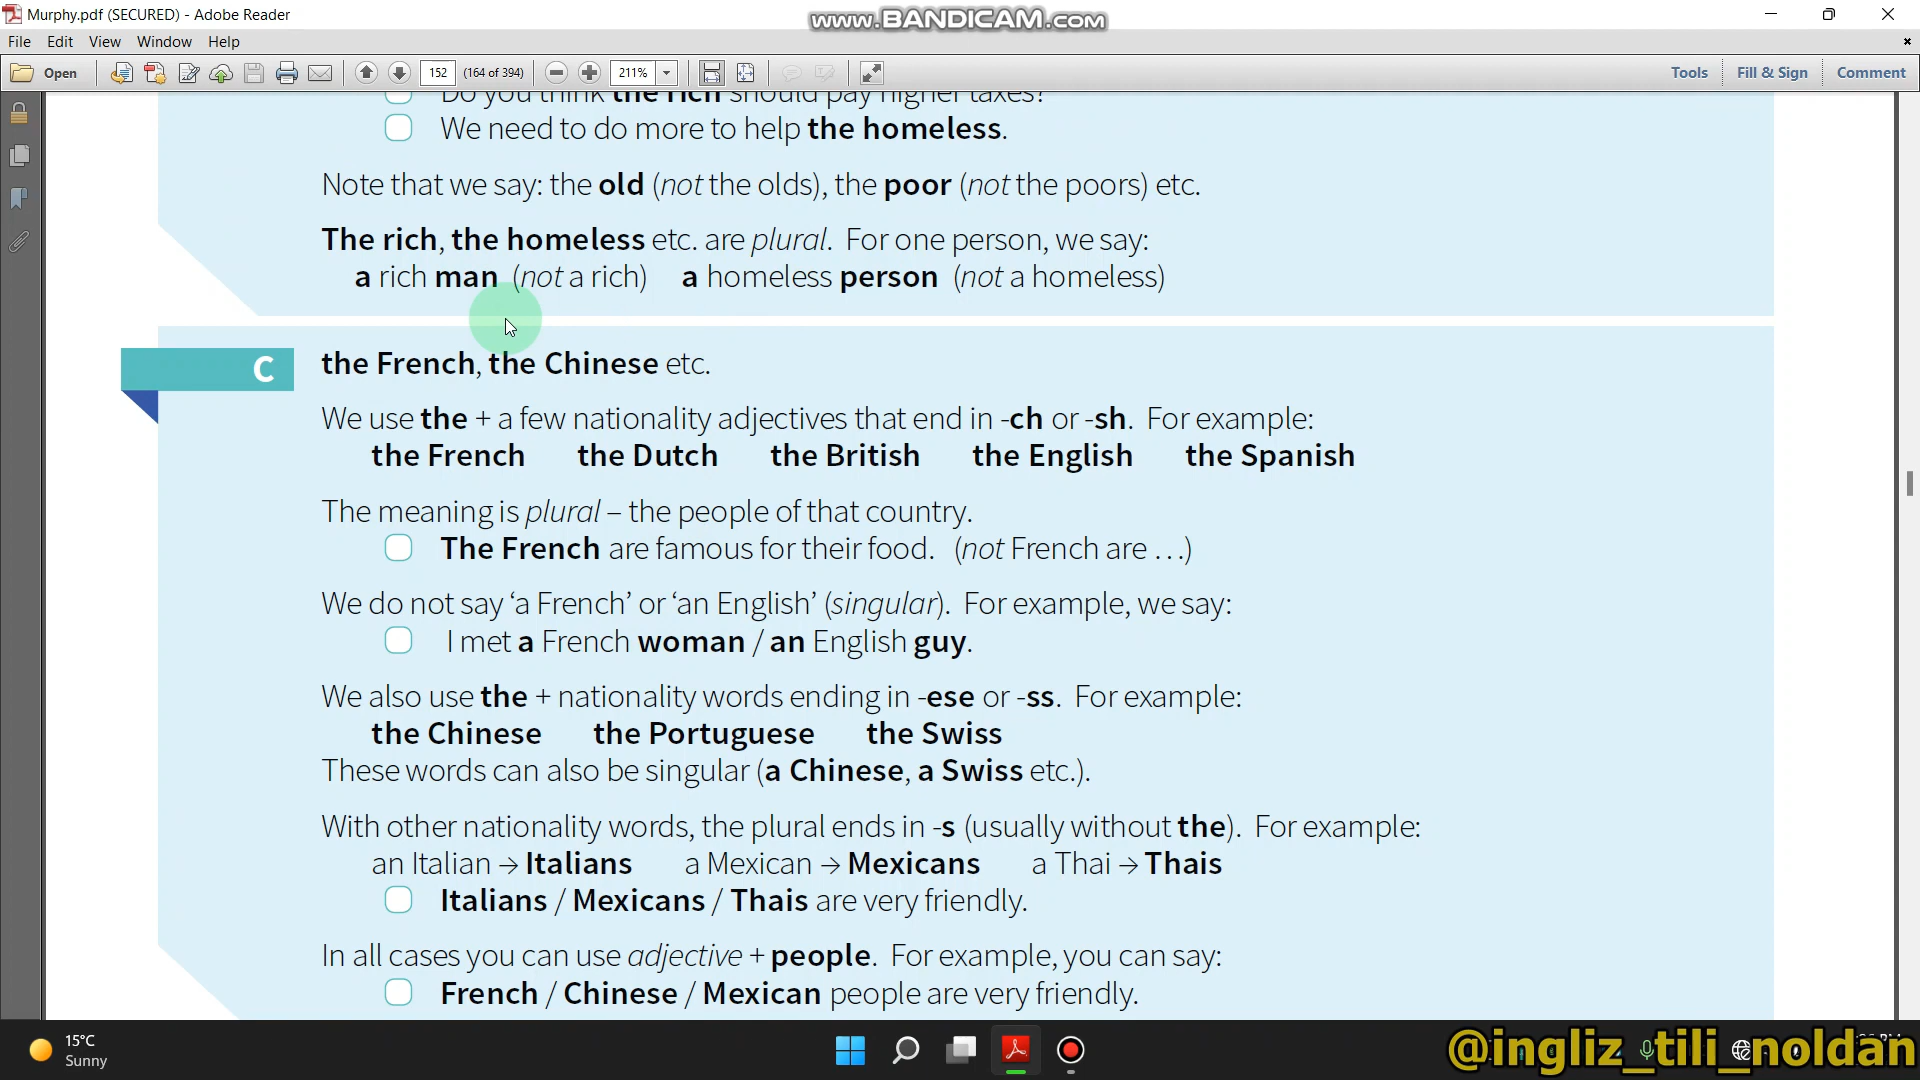 Murphy.pdf (SECURED) - Adobe Reader
www.BANDICAM.com
File Edit View Window Help
Open 152 (164 of 394) 211% Tools Fill & Sign Comment
Do you think the rich should pay higher taxes?
We need to do more to help the homeless.
Note that we say: the old (not the olds), the poor (not the poors) etc.
The rich, the homeless etc. are plural. For one person, we say:
a rich man (not a rich) a homeless person (not a homeless)
C
the French, the Chinese etc.
We use the + a few nationality adjectives that end in -ch or -sh. For example:
the French the Dutch the British the English the Spanish
The meaning is plural – the people of that country.
The French are famous for their food. (not French are …)
We do not say ‘a French’ or ‘an English’ (singular). For example, we say:
I met a French woman / an English guy.
We also use the + nationality words ending in -ese or -ss. For example:
the Chinese the Portuguese the Swiss
These words can also be singular (a Chinese, a Swiss etc.).
With other nationality words, the plural ends in -s (usually without the). For example:
an Italian → Italians a Mexican → Mexicans a Thai → Thais
Italians / Mexicans / Thais are very friendly.
In all cases you can use adjective + people. For example, you can say:
French / Chinese / Mexican people are very friendly.
15°C
Sunny
@ingliz_tili_noldan